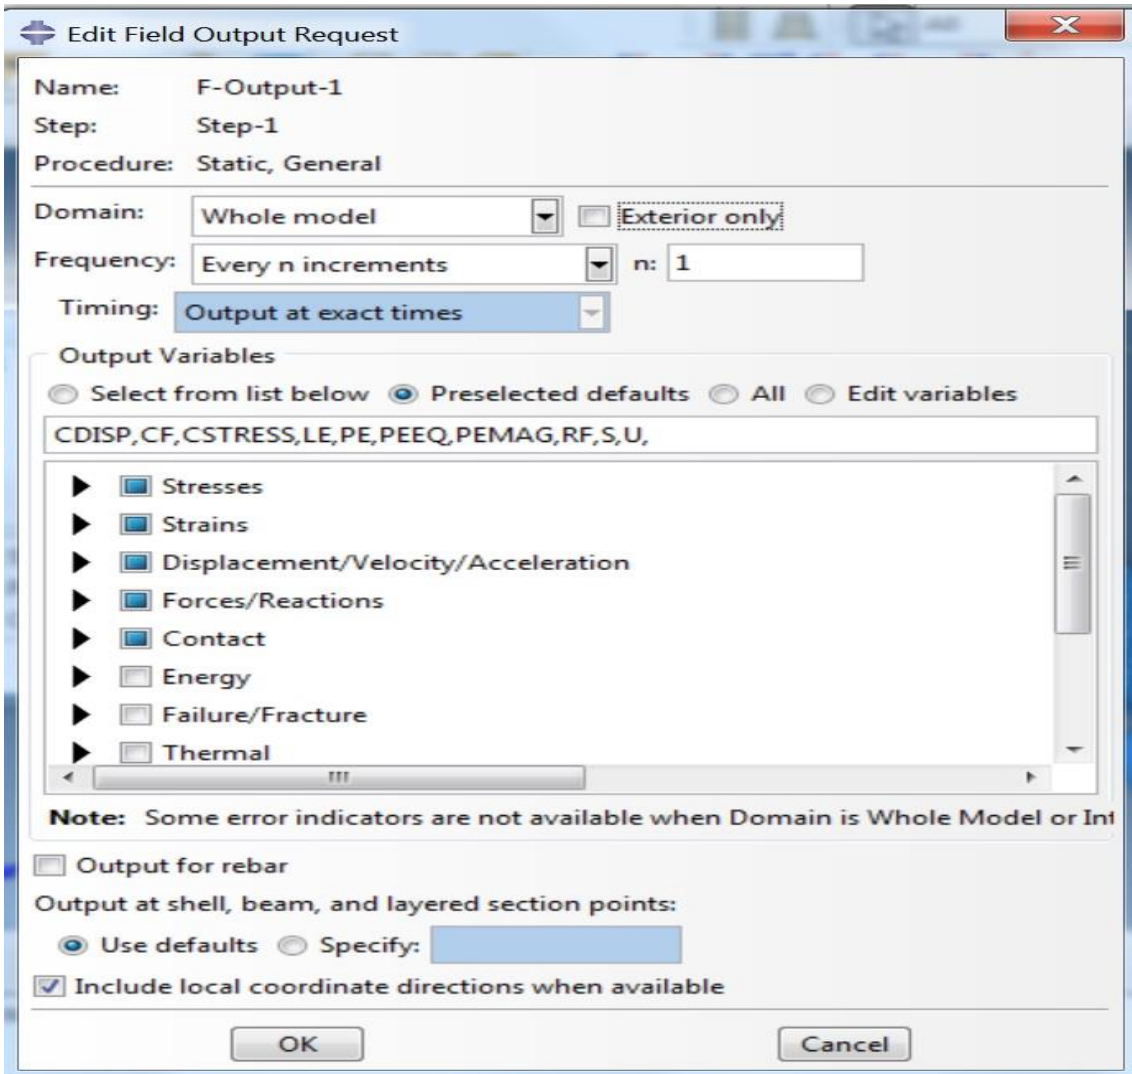 Edit Field Output Request
Name: F-Output-1
Step: Step-1
Procedure: Static, General
Domain: Whole model Exterior only
Frequency: Every n increments n: 1
Timing: Output at exact times
Output Variables
Select from list below Preselected defaults All Edit variables
CDISP,CF,CSTRESS,LE,PE,PEEQ,PEMAG,RF,S,U,
Stresses
Strains
Displacement/Velocity/Acceleration
Forces/Reactions
Contact
Energy
Failure/Fracture
Thermal
Note: Some error indicators are not available when Domain is Whole Model or Int
Output for rebar
Output at shell, beam, and layered section points:
Use defaults Specify:
Include local coordinate directions when available
OK Cancel